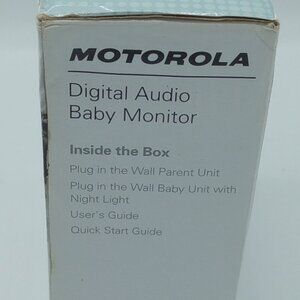 MOTOROLA
Digital Audio
Baby Monitor
Inside the Box
Plug in the Wall Parent Unit
Plug in the Wall Baby Unit with
Night Light
User's Guide
Quick Start Guide